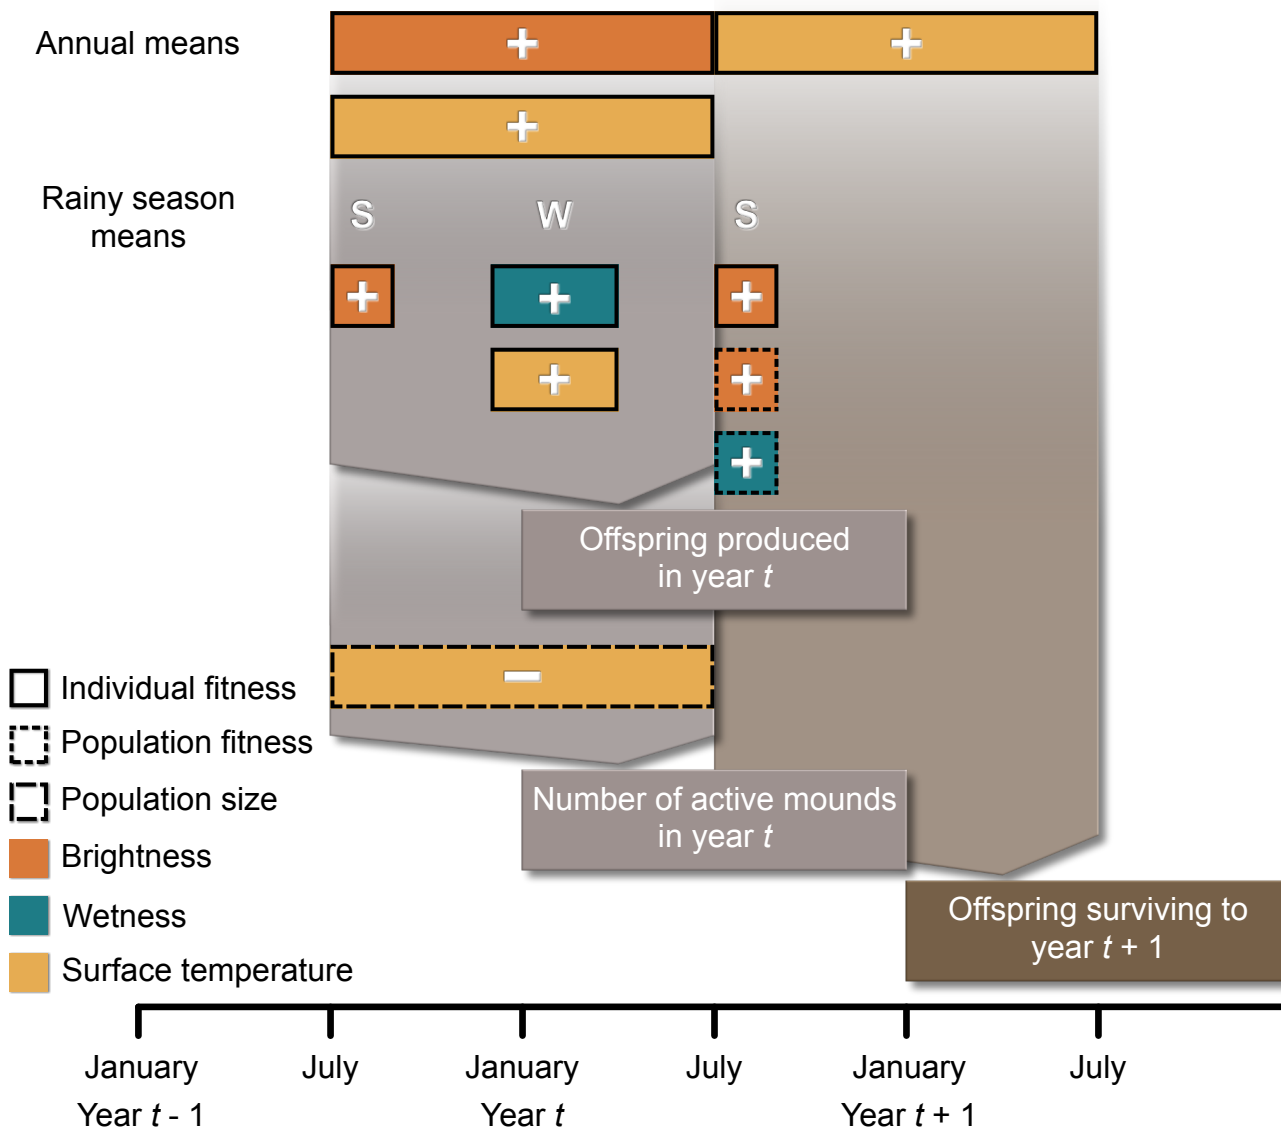 Annual means
+
+
+
Rainy season
means
S
W
S
+
+
+
+
+
+
Offspring produced
in year t
−
Individual fitness
Population fitness
Population size
Brightness
Wetness
Surface temperature
Number of active mounds
in year t
Offspring surviving to
year t + 1
January
July
January
July
January
July
Year t - 1
Year t
Year t + 1